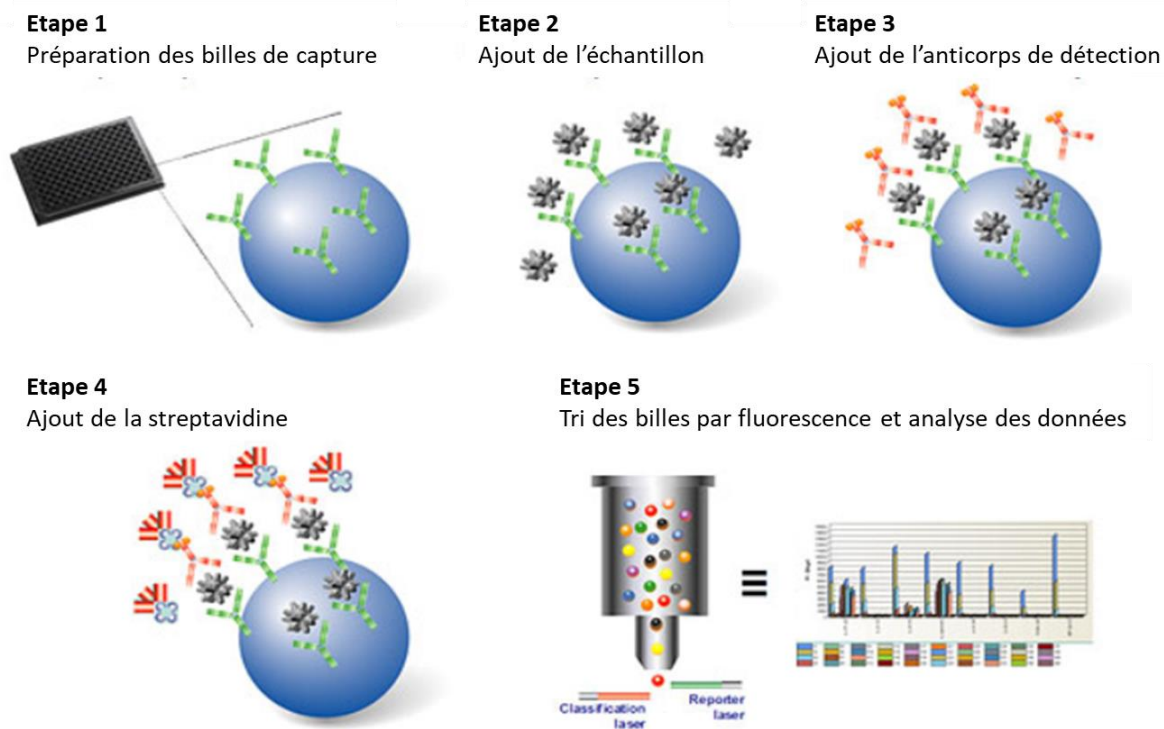 Etape 1
Préparation des billes de capture
Etape 2
Ajout de l’échantillon
Etape 3
Ajout de l’anticorps de détection
Etape 4
Ajout de la streptavidine
Etape 5
Tri des billes par fluorescence et analyse des données
Classification
laser
Reporter
laser